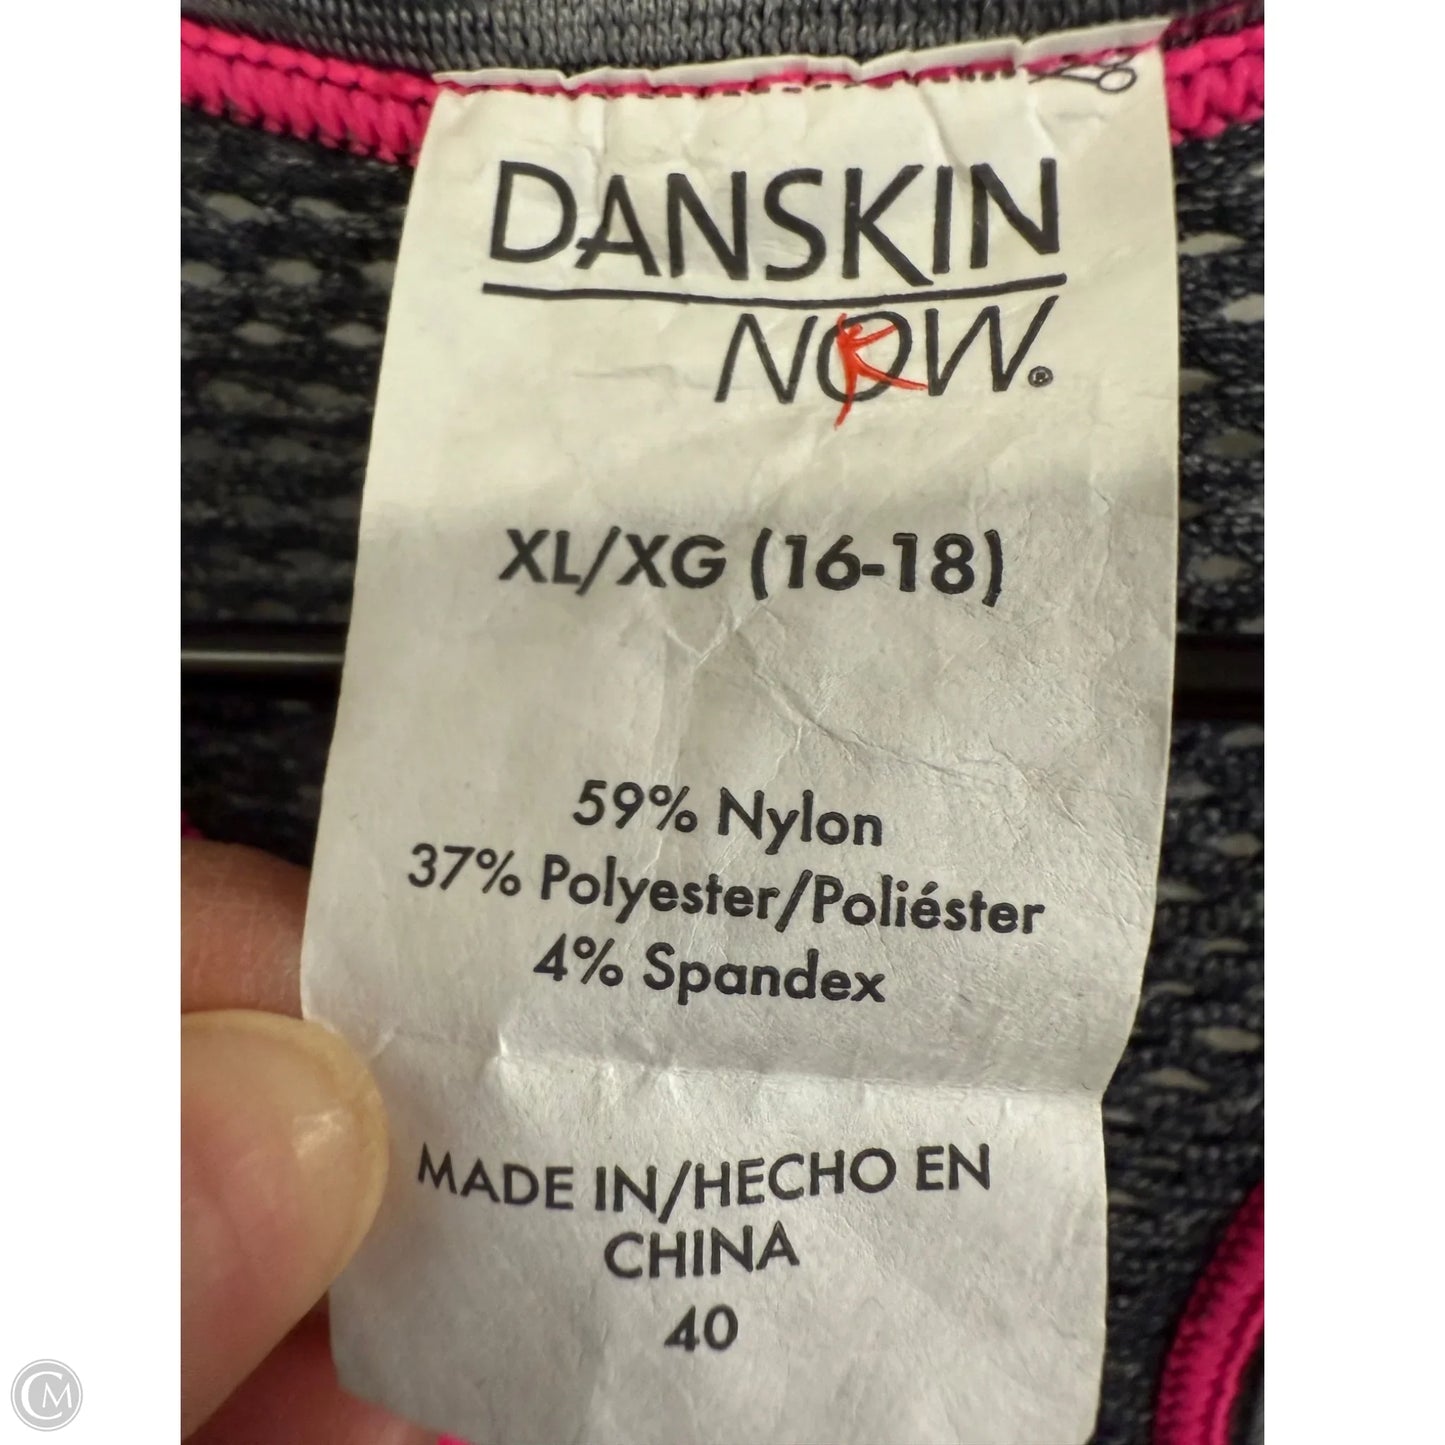 DANSKIN
NOW®
XL/XG (16-18)
59% Nylon
37% Polyester/Poliéster
4% Spandex
MADE IN/HECHO EN
CHINA
40
CM